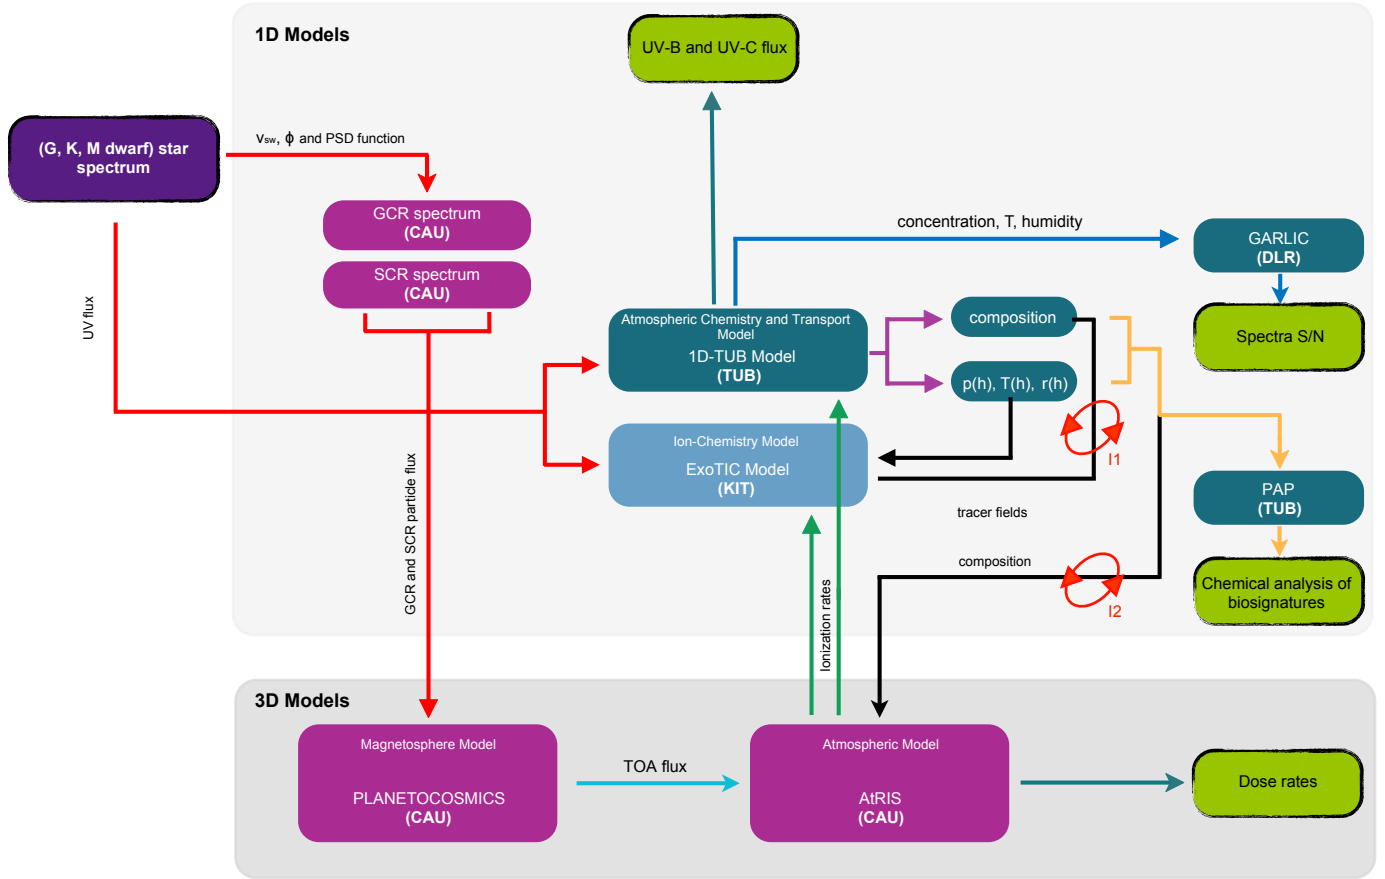 1D Models
UV-B and UV-C flux
(G, K, M dwarf) star
spectrum
vsw, ϕ and PSD function
GCR spectrum
(CAU)
SCR spectrum
(CAU)
UV flux
concentration, T, humidity
GARLIC
(DLR)
Spectra S/N
Atmospheric Chemistry and Transport
Model
1D-TUB Model
(TUB)
composition
p(h), T(h), r(h)
Ion-Chemistry Model
ExoTIC Model
(KIT)
I1
tracer fields
PAP
(TUB)
GCR and SCR particle flux
composition
I2
Chemical analysis of
biosignatures
Ionization rates
3D Models
Magnetosphere Model
PLANETOCOSMICS
(CAU)
TOA flux
Atmospheric Model
AtRIS
(CAU)
Dose rates